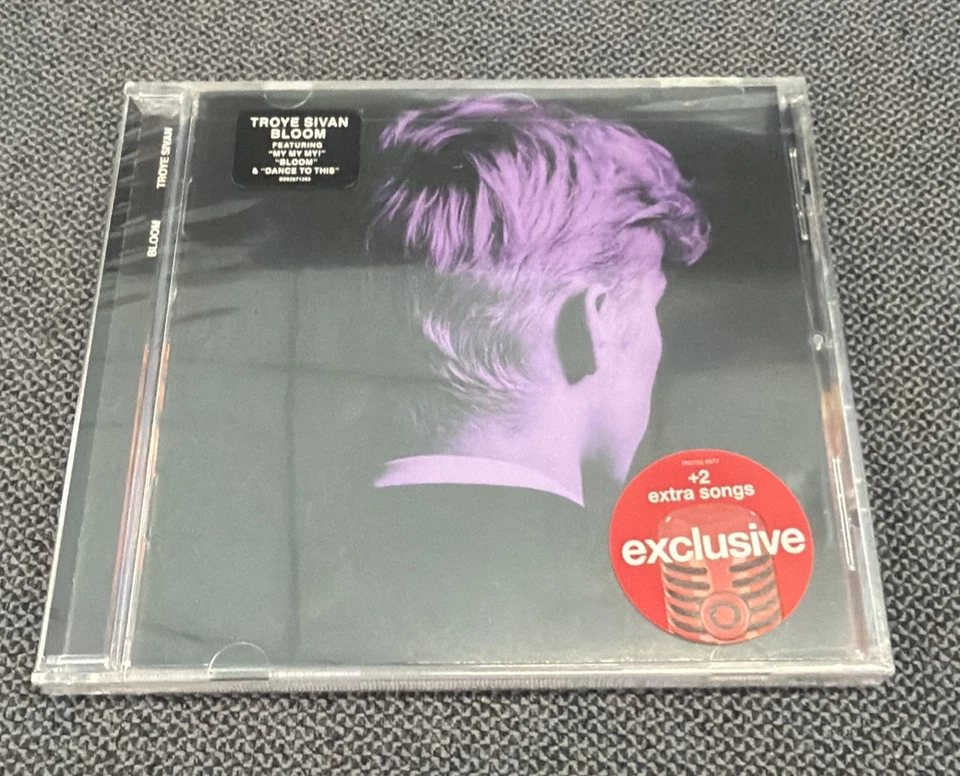 TROYE SIVAN
BLOOM
FEATURING
"MY MY MY!"
"BLOOM"
& "DANCE TO THIS"
TROYE SIVAN
BLOOM
+2
extra songs
exclusive